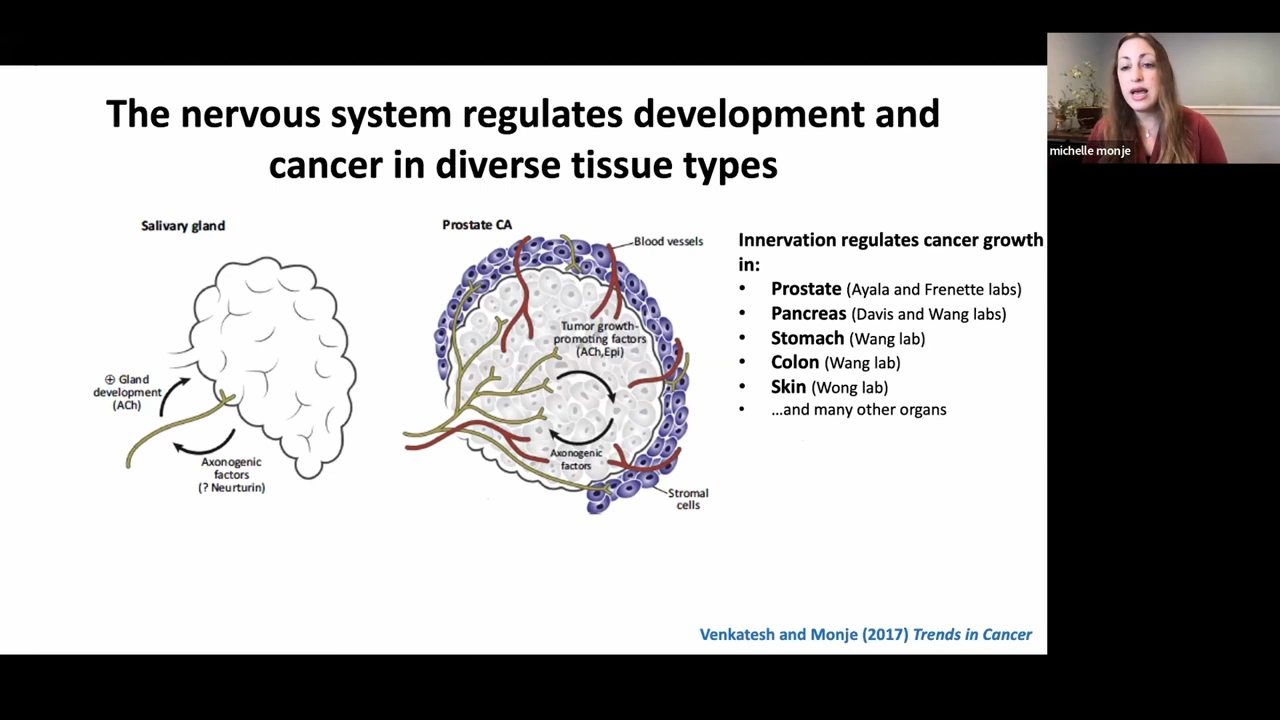 The nervous system regulates development and
cancer in diverse tissue types
Salivary gland
⊕ Gland
development
(ACh)
Axonogenic
factors
(? Neurturin)
Prostate CA
Blood vessels
Tumor growth-
promoting factors
(ACh,Epi)
Axonogenic
factors
Stromal
cells
Innervation regulates cancer growth
in:
• Prostate (Ayala and Frenette labs)
• Pancreas (Davis and Wang labs)
• Stomach (Wang lab)
• Colon (Wang lab)
• Skin (Wong lab)
• …and many other organs
Venkatesh and Monje (2017) Trends in Cancer
michelle monje